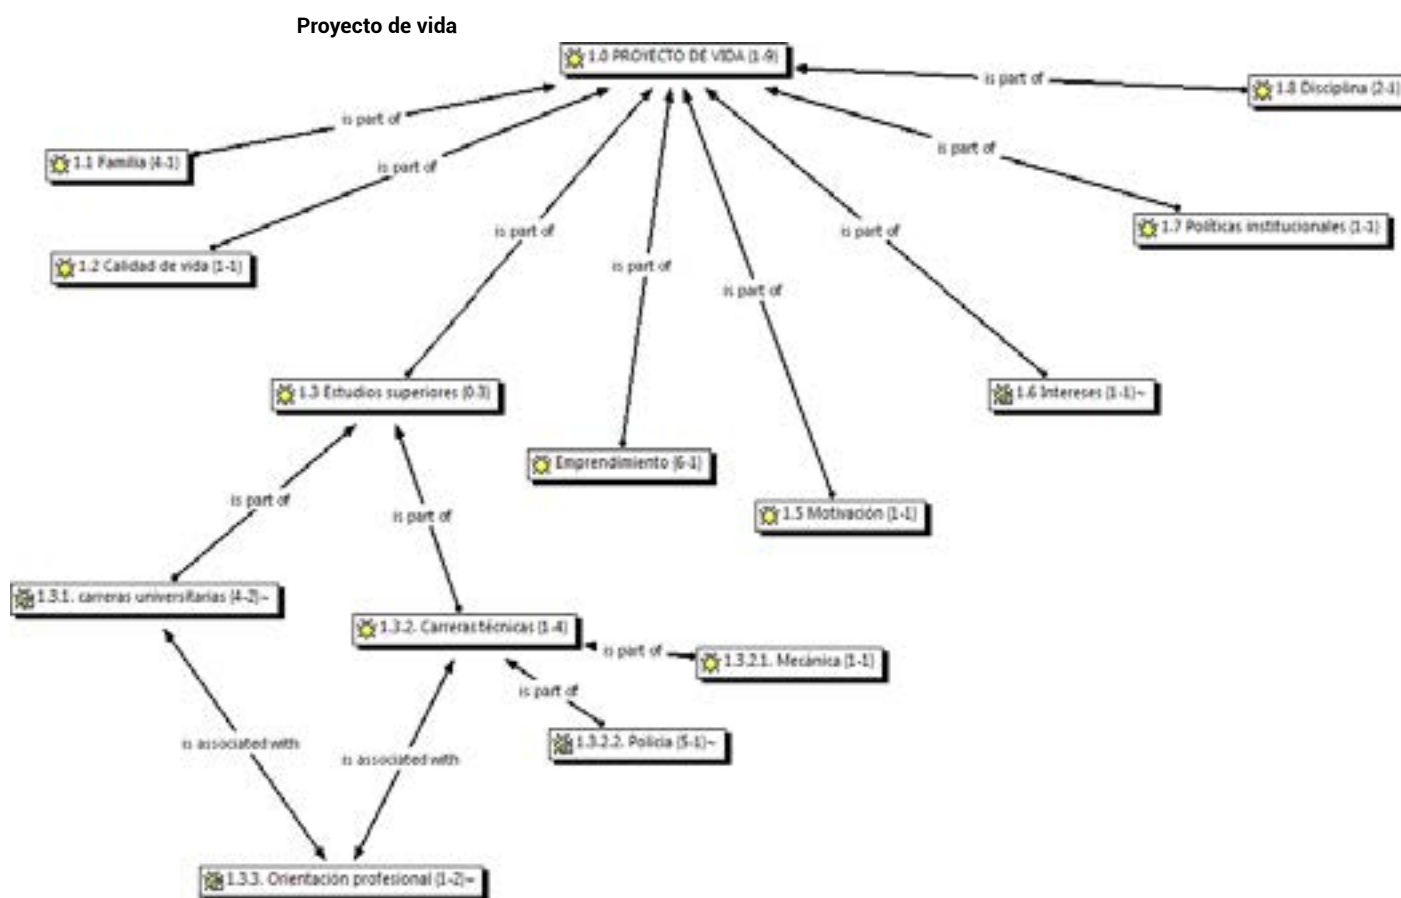 Proyecto de vida
1.0 PROYECTO DE VIDA (1-9)
is part of
1.8 Disciplina (2-1)
is part of
is part of
1.1 Familia (4-1)
is part of
1.7 Políticas institucionales (1-1)
is part of
is part of
1.2 Calidad de vida (1-1)
is part of
is part of
1.3 Estudios superiores (0-3)
1.6 Intereses (1-1)~
Emprendimiento (6-1)
is part of
1.5 Motivación (1-1)
is part of
1.3.1. carreras universitarias (4-2)~
1.3.2. Carreras técnicas (1-4)
is part of
1.3.2.1. Mecánica (1-1)
is part of
1.3.2.2. Policia (5-1)~
is associated with
is associated with
1.3.3. Orientación profesional (1-2)~